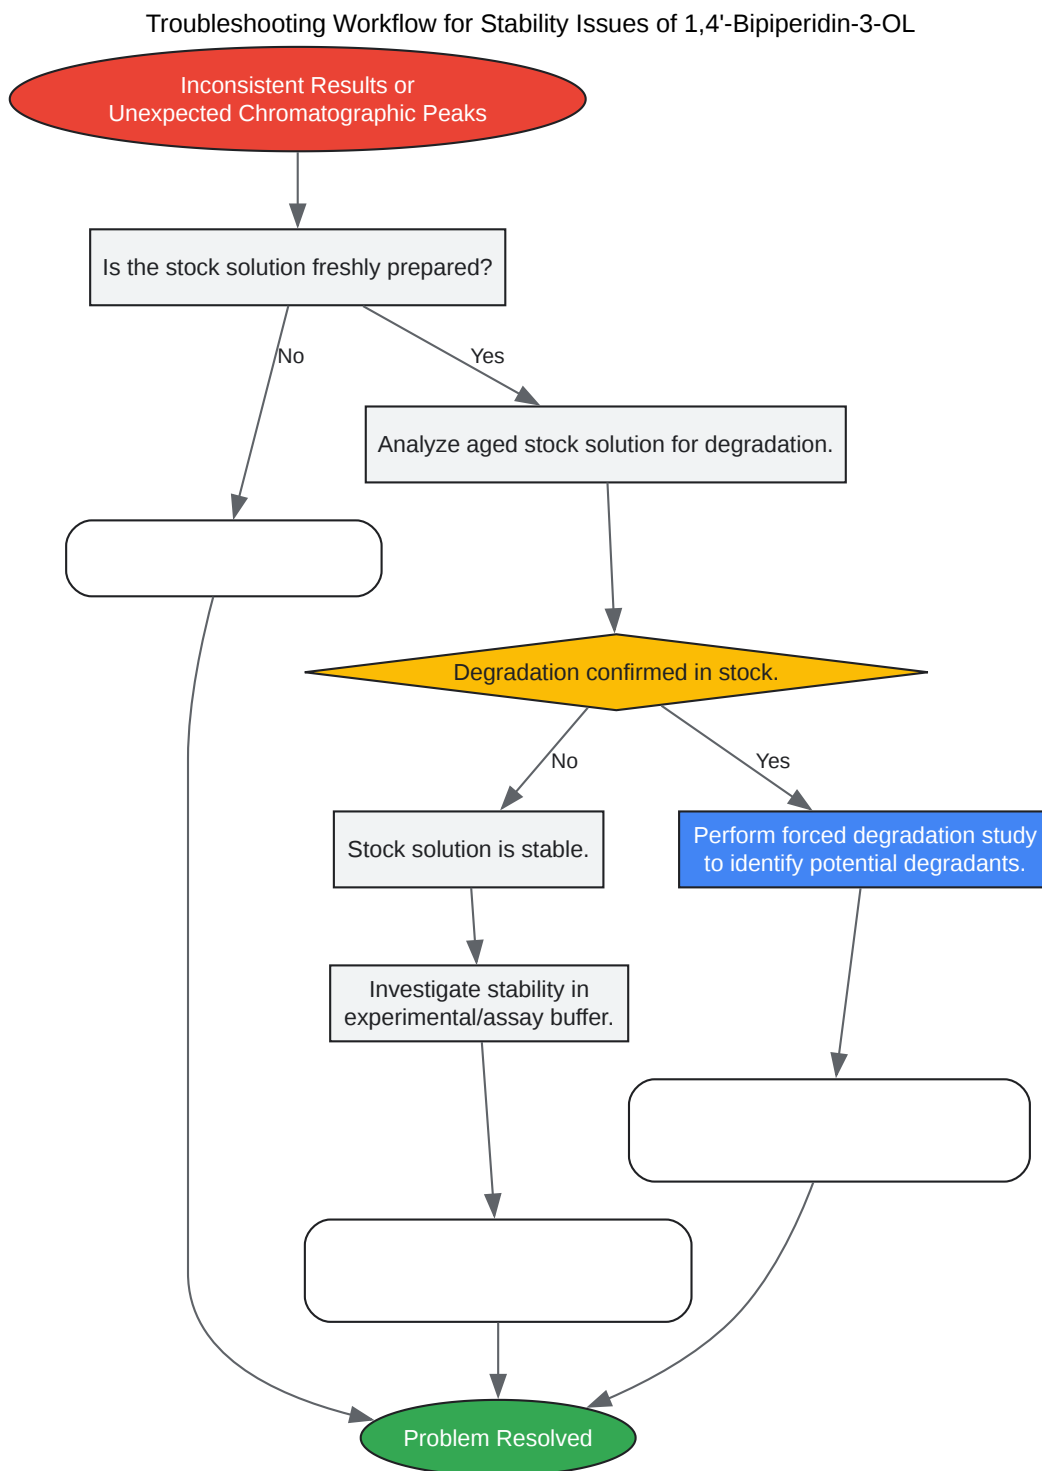 Troubleshooting Workflow for Stability Issues of 1,4'-Bipiperidin-3-OL
Inconsistent Results or
Unexpected Chromatographic Peaks
Is the stock solution freshly prepared?
No
Yes
Analyze aged stock solution for degradation.
Degradation confirmed in stock.
No
Yes
Stock solution is stable.
Perform forced degradation study
to identify potential degradants.
Investigate stability in
experimental/assay buffer.
Problem Resolved